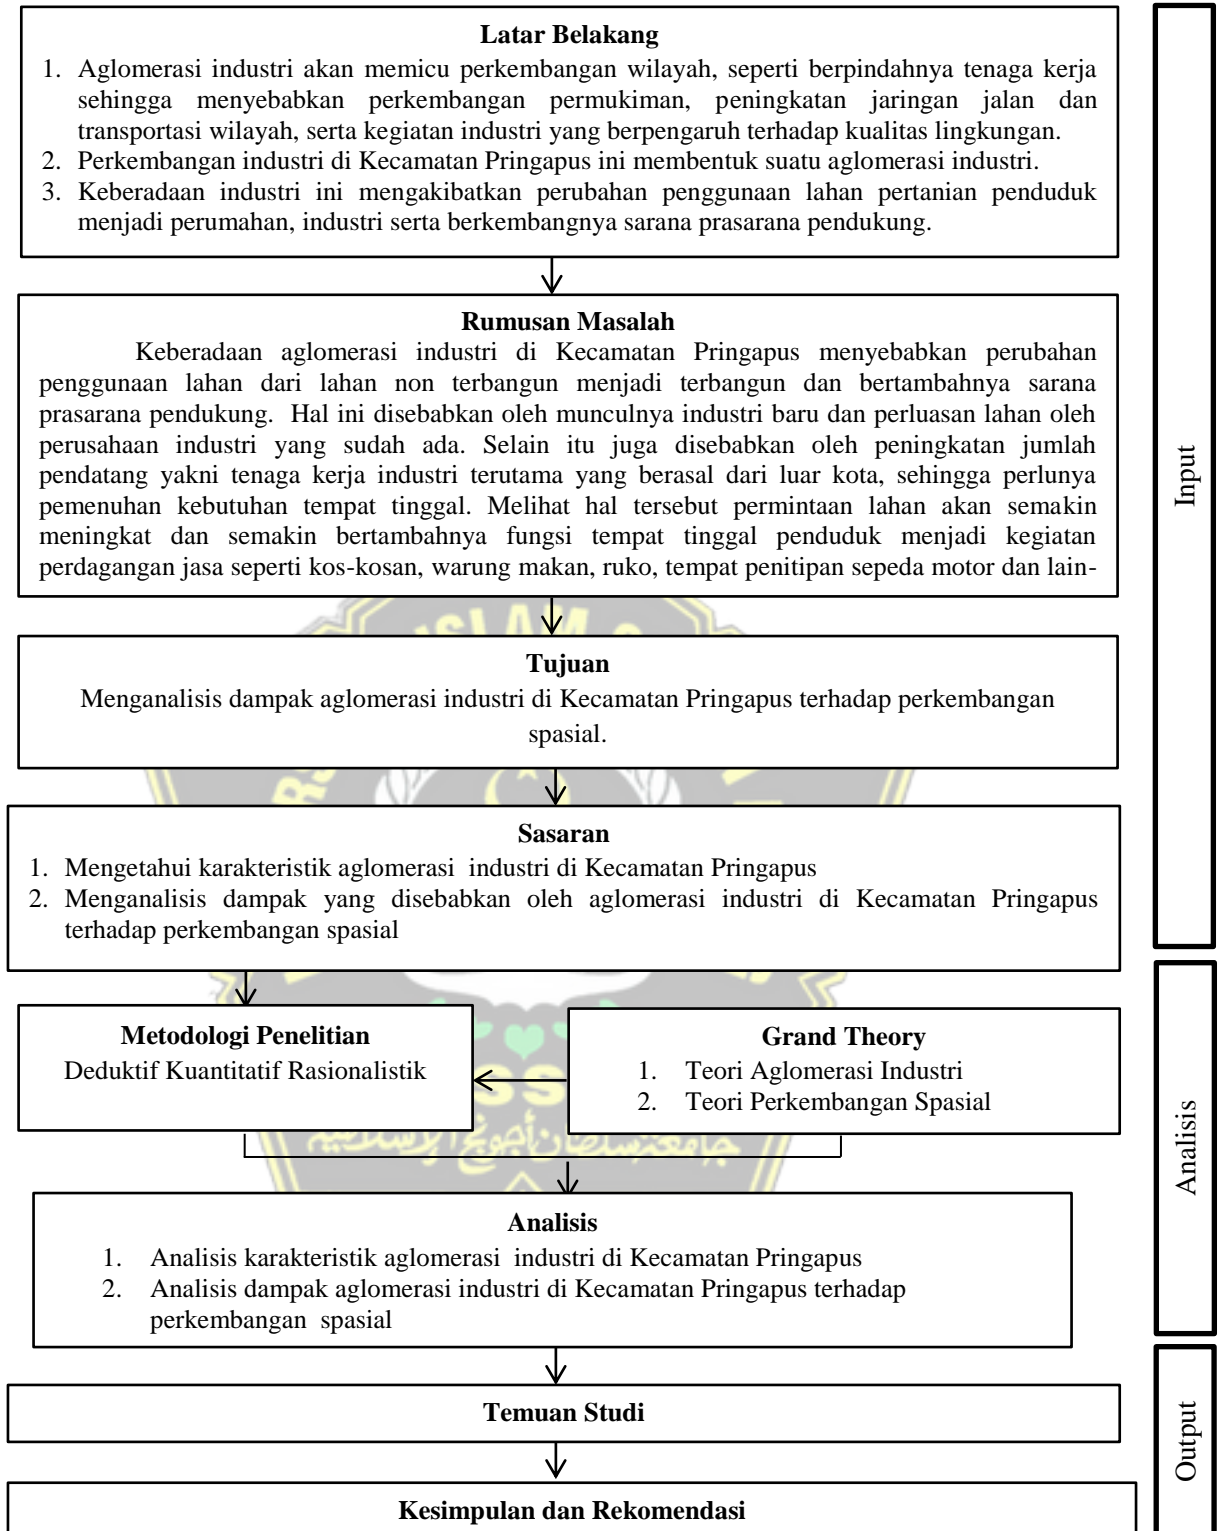 Latar Belakang
1. Aglomerasi industri akan memicu perkembangan wilayah, seperti berpindahnya tenaga kerja
sehingga menyebabkan perkembangan permukiman, peningkatan jaringan jalan dan
transportasi wilayah, serta kegiatan industri yang berpengaruh terhadap kualitas lingkungan.
2. Perkembangan industri di Kecamatan Pringapus ini membentuk suatu aglomerasi industri.
3. Keberadaan industri ini mengakibatkan perubahan penggunaan lahan pertanian penduduk
menjadi perumahan, industri serta berkembangnya sarana prasarana pendukung.
Rumusan Masalah
Keberadaan aglomerasi industri di Kecamatan Pringapus menyebabkan perubahan
penggunaan lahan dari lahan non terbangun menjadi terbangun dan bertambahnya sarana
prasarana pendukung. Hal ini disebabkan oleh munculnya industri baru dan perluasan lahan oleh
perusahaan industri yang sudah ada. Selain itu juga disebabkan oleh peningkatan jumlah
pendatang yakni tenaga kerja industri terutama yang berasal dari luar kota, sehingga perlunya
pemenuhan kebutuhan tempat tinggal. Melihat hal tersebut permintaan lahan akan semakin
meningkat dan semakin bertambahnya fungsi tempat tinggal penduduk menjadi kegiatan
perdagangan jasa seperti kos-kosan, warung makan, ruko, tempat penitipan sepeda motor dan lain-
Tujuan
Menganalisis dampak aglomerasi industri di Kecamatan Pringapus terhadap perkembangan
spasial.
Sasaran
1. Mengetahui karakteristik aglomerasi industri di Kecamatan Pringapus
2. Menganalisis dampak yang disebabkan oleh aglomerasi industri di Kecamatan Pringapus
terhadap perkembangan spasial
Input
Metodologi Penelitian
Deduktif Kuantitatif Rasionalistik
Grand Theory
1. Teori Aglomerasi Industri
2. Teori Perkembangan Spasial
Analisis
1. Analisis karakteristik aglomerasi industri di Kecamatan Pringapus
2. Analisis dampak aglomerasi industri di Kecamatan Pringapus terhadap
perkembangan spasial
Analisis
Temuan Studi
Kesimpulan dan Rekomendasi
Output
ISLAM
جامعة سلطان أجونج الإسلامية